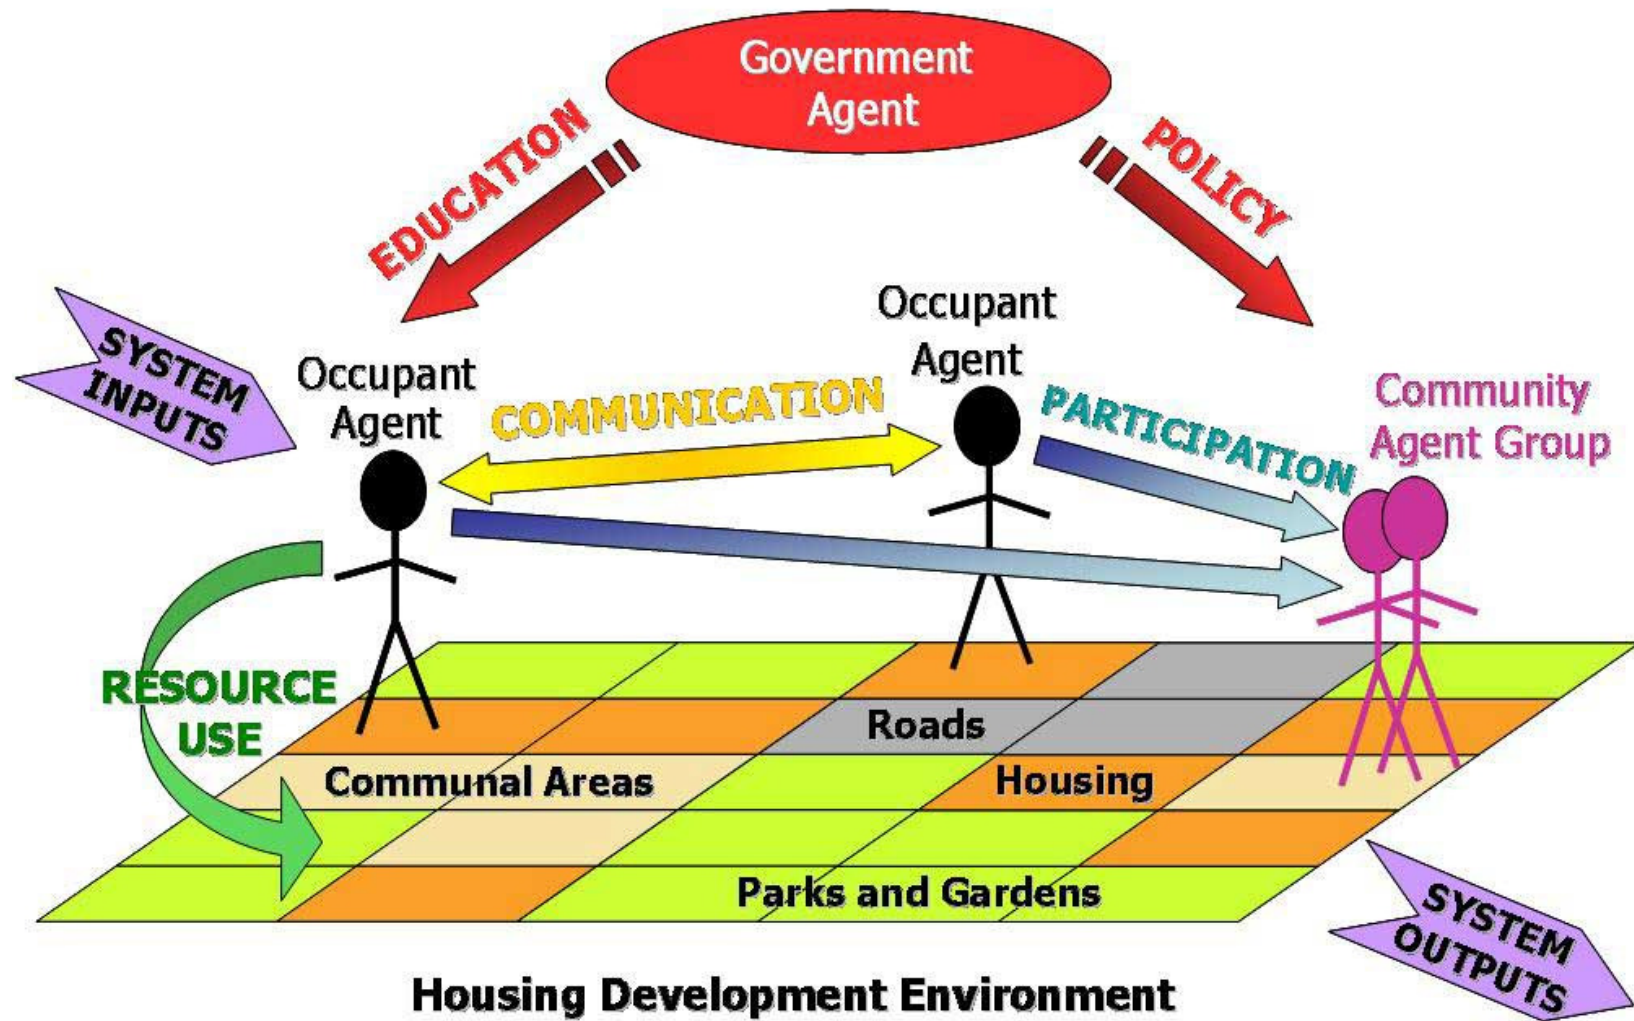 Government
Agent
EDUCATION
POLICY
Occupant
Agent
SYSTEM
INPUTS
Occupant
Agent
COMMUNICATION
PARTICIPATION
Community
Agent Group
RESOURCE
USE
Roads
Communal Areas
Housing
Parks and Gardens
SYSTEM
OUTPUTS
Housing Development Environment